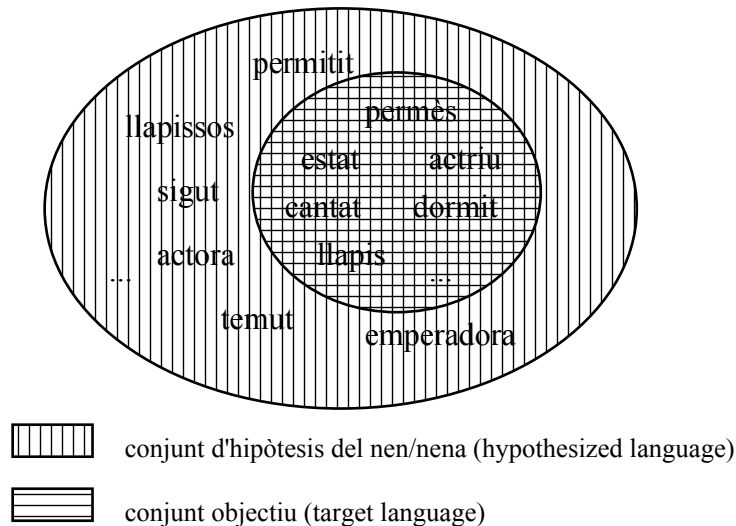 permitit
permès
llapissos
estat actriu
sigut
cantat dormit
actora
llapis
... ...
temut
emperadora
conjunt d'hipòtesis del nen/nena (hypothesized language)
conjunt objectiu (target language)